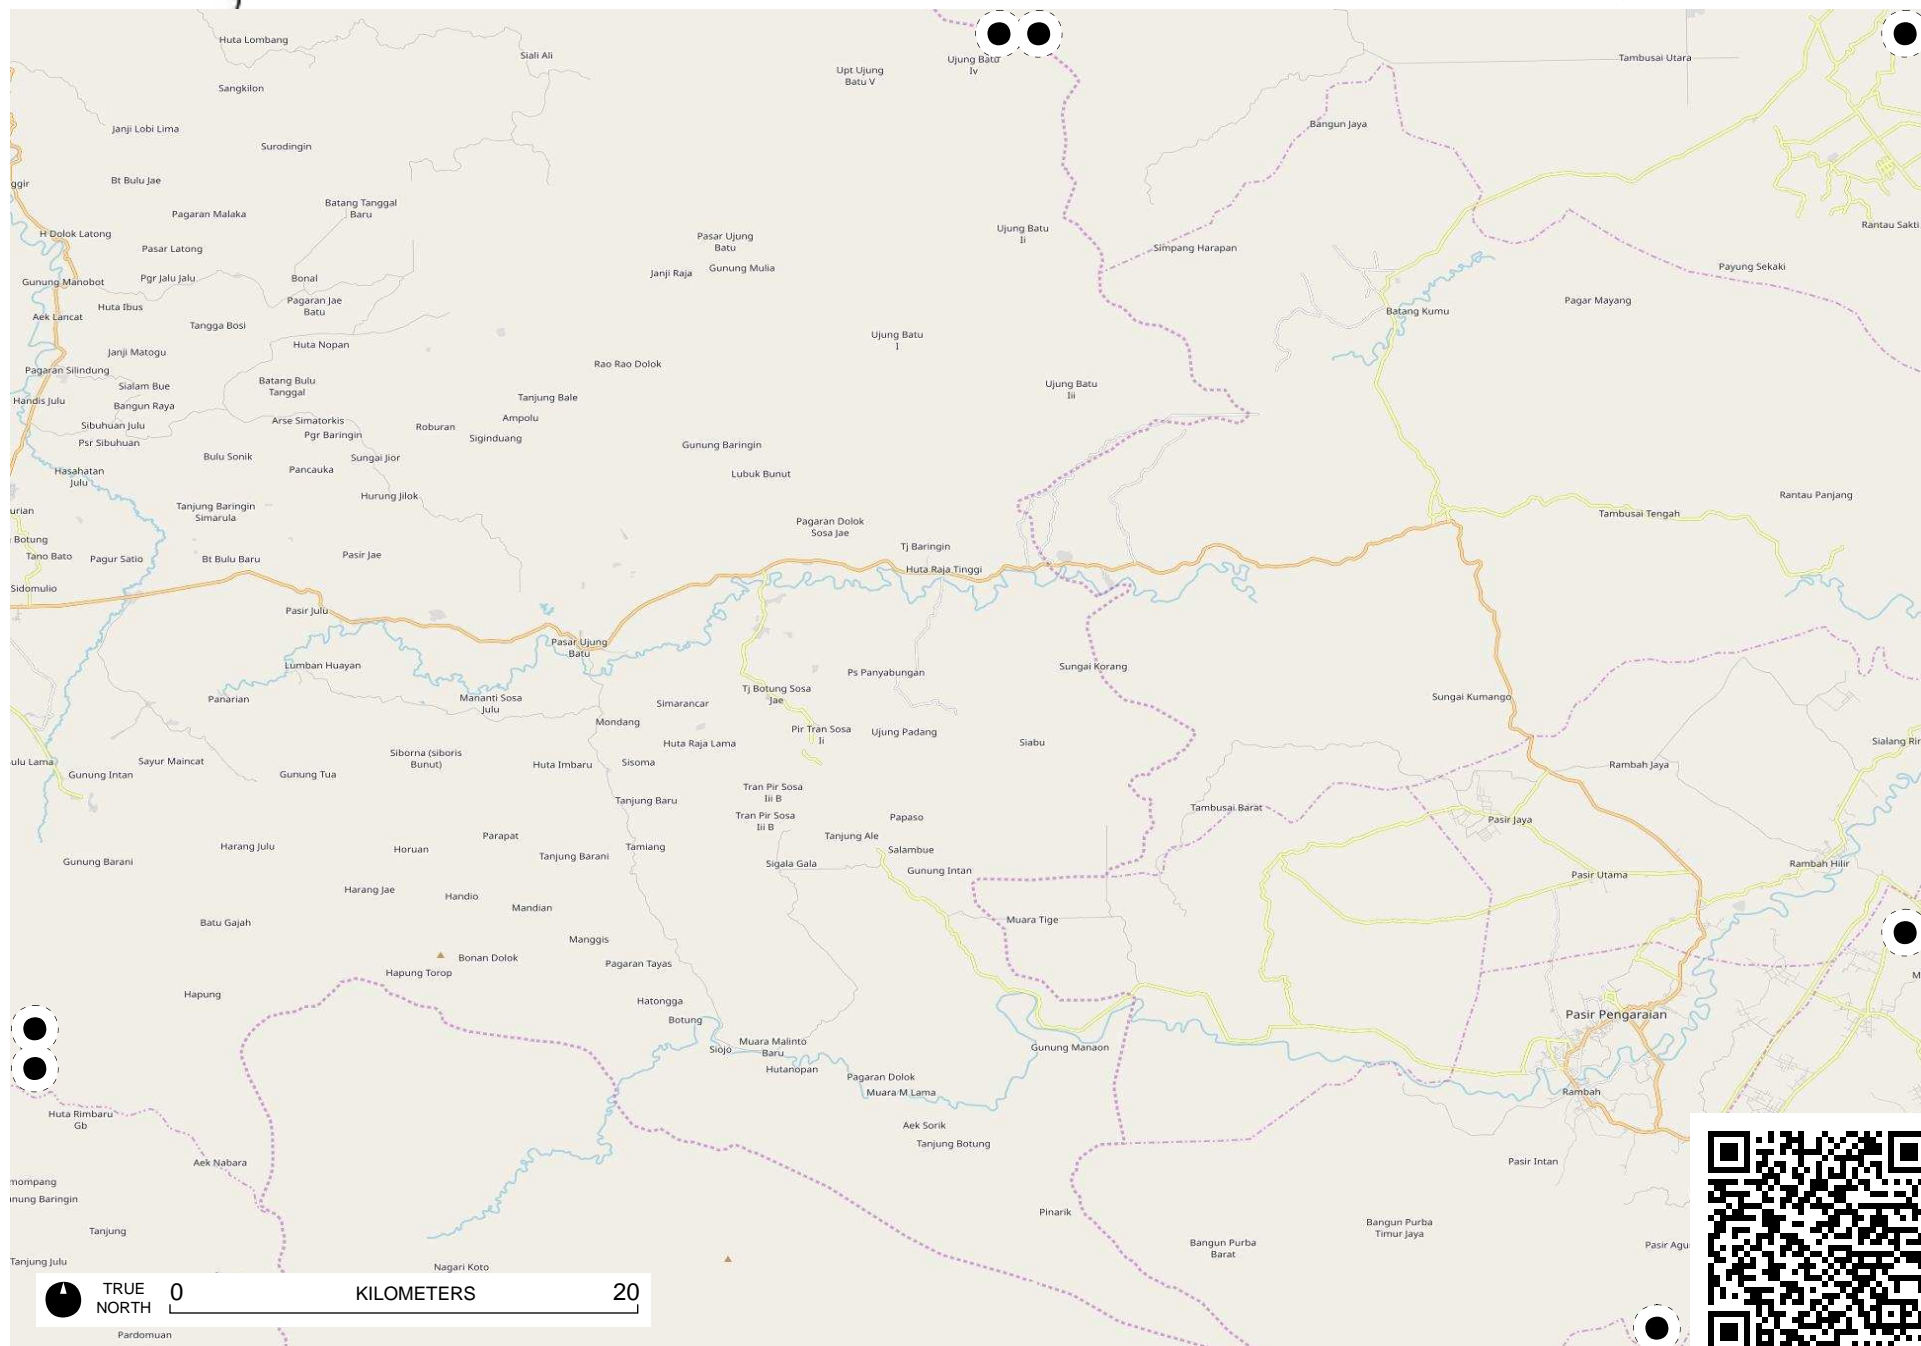 Huta Lombang
Siali Ali
Ujung Batu
Iv
Upt Ujung
Batu V
Tambusai Utara
Sangkilon
Janji Lobi Lima
Bangun Jaya
Surodingin
Bt Bulu Jae
Batang Tanggal
Baru
Pagaran Malaka
H Dolok Latong
Pasar Latong
Pasar Ujung
Batu
Ujung Batu
Ii
Simpang Harapan
Rantau Sakti
Gunung Manobot
Pgr Jalu Jalu
Bonal
Janji Raja
Gunung Mulia
Payung Sekaki
Huta Ibus
Pagaran Jae
Batu
Pagar Mayang
Aek Lancat
Tangga Bosi
Batang Kumu
Janji Matogu
Huta Nopan
Ujung Batu
I
Pagaran Silindung
Rao Rao Dolok
Sialam Bue
Batang Bulu
Tanggal
Ujung Batu
Iii
Handis Julu
Bangun Raya
Tanjung Bale
Sibuhuan Julu
Arse Simatorkis
Ampolu
Psr Sibuhuan
Pgr Baringin
Roburan
Siginduang
Gunung Baringin
Bulu Sonik
Sungai Jior
Hasahatan
Julu
Pancauka
Lubuk Bunut
Hurung Jilok
Rantau Panjang
Tanjung Baringin
Simarula
Tambusai Tengah
Pagaran Dolok
Sosa Jae
Tano Bato
Pagur Satio
Bt Bulu Baru
Pasir Jae
Tj Baringin
Huta Raja Tinggi
Sidomulio
Pasir Julu
Pasar Ujung
Batu
Lumban Huayan
Ps Panyabungan
Sungai Korang
Panarian
Mananti Sosa
Julu
Simarancar
Tj Botung Sosa
Jae
Sungai Kumango
Mondang
Pir Tran Sosa
Ii
Ujung Padang
Huta Raja Lama
Siabu
Siborna (siboris
Bunut)
Sayur Maincat
Gunung Intan
Gunung Tua
Huta Imbaru
Sisoma
Rambah Jaya
Tanjung Baru
Tran Pir Sosa
Iii B
Tran Pir Sosa
Iii B
Papaso
Tambusai Barat
Pasir Jaya
Harang Julu
Horuan
Parapat
Tanjung Barani
Tamiang
Tanjung Ale
Salambue
Gunung Barani
Sigala Gala
Gunung Intan
Rambah Hilir
Pasir Utama
Harang Jae
Handio
Mandian
Batu Gajah
Muara Tige
Manggis
Bonan Dolok
Pagaran Tayas
Hapung Torop
Hapung
Hatongga
Botung
Pasir Pengaraian
Siojo
Muara Malinto
Baru
Gunung Manaon
Hutanopan
Pagaran Dolok
Muara M Lama
Rambah
Huta Rimbaru
Gb
Aek Sorik
Tanjung Botung
Aek Nabara
Pasir Intan
Tanjung
Pinarik
Bangun Purba
Timur Jaya
Bangun Purba
Barat
Tanjung Julu
Nagari Koto
TRUE
NORTH
0 KILOMETERS 20
Pardomuan